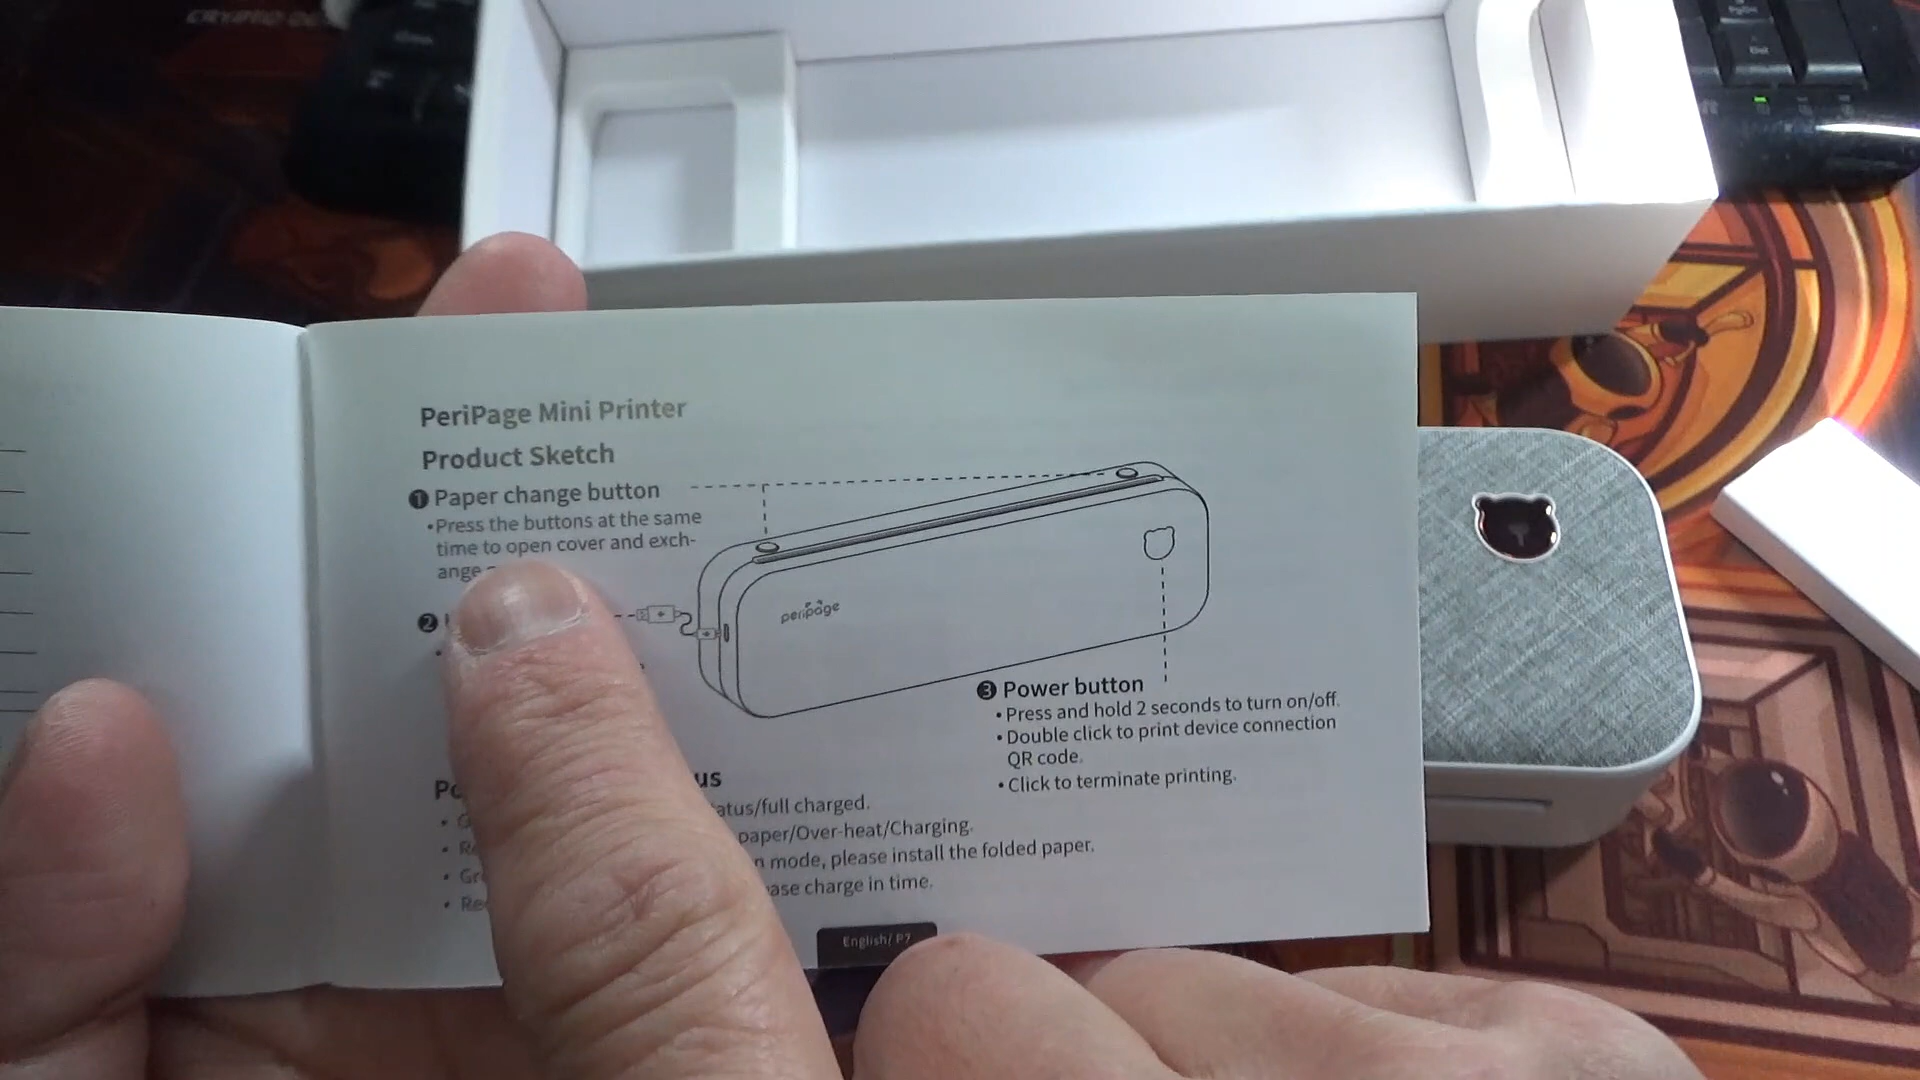 PeriPage Mini Printer
Product Sketch
❶ Paper change button
•Press the buttons at the same
time to open cover and exch-
ange
❷
peripage
❸ Power button
• Press and hold 2 seconds to turn on/off.
• Double click to print device connection
QR code.
• Click to terminate printing.
us
atus/full charged.
paper/Over-heat/Charging.
n mode, please install the folded paper.
ase charge in time.
English/ P7